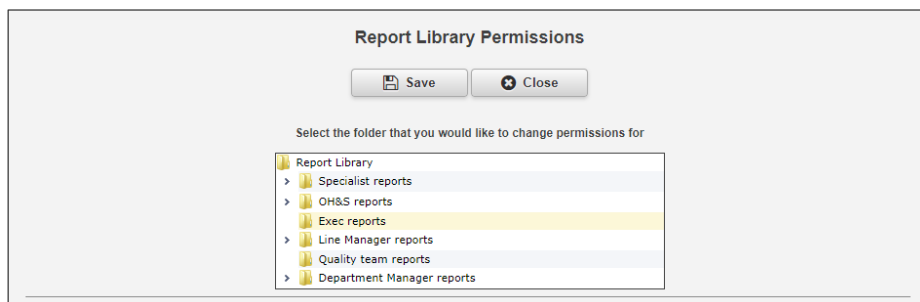 Report Library Permissions
Save
Close
Select the folder that you would like to change permissions for
Report Library
Specialist reports
OH&S reports
Exec reports
Line Manager reports
Quality team reports
Department Manager reports